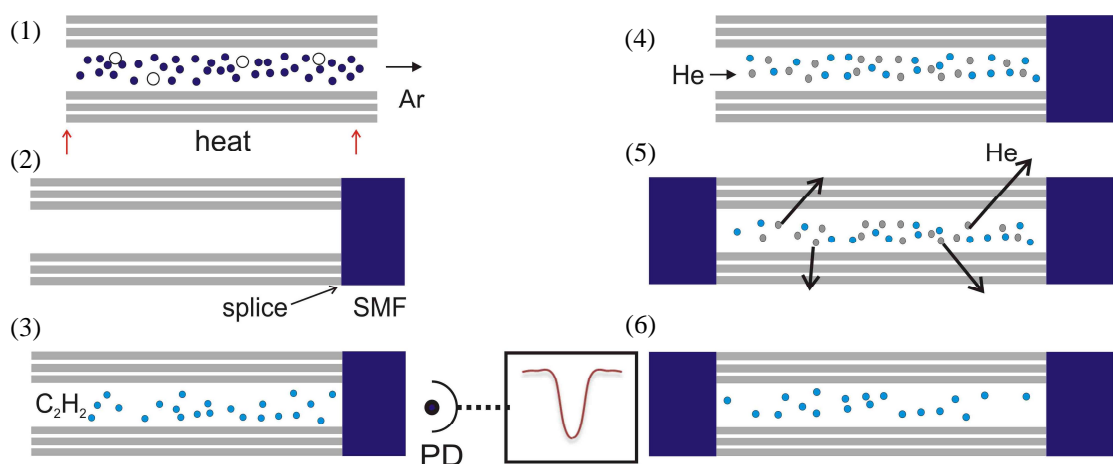 (1)
Ar
heat
(2)
splice
SMF
(3)
C₂H₂
PD
(4)
He
(5)
He
(6)